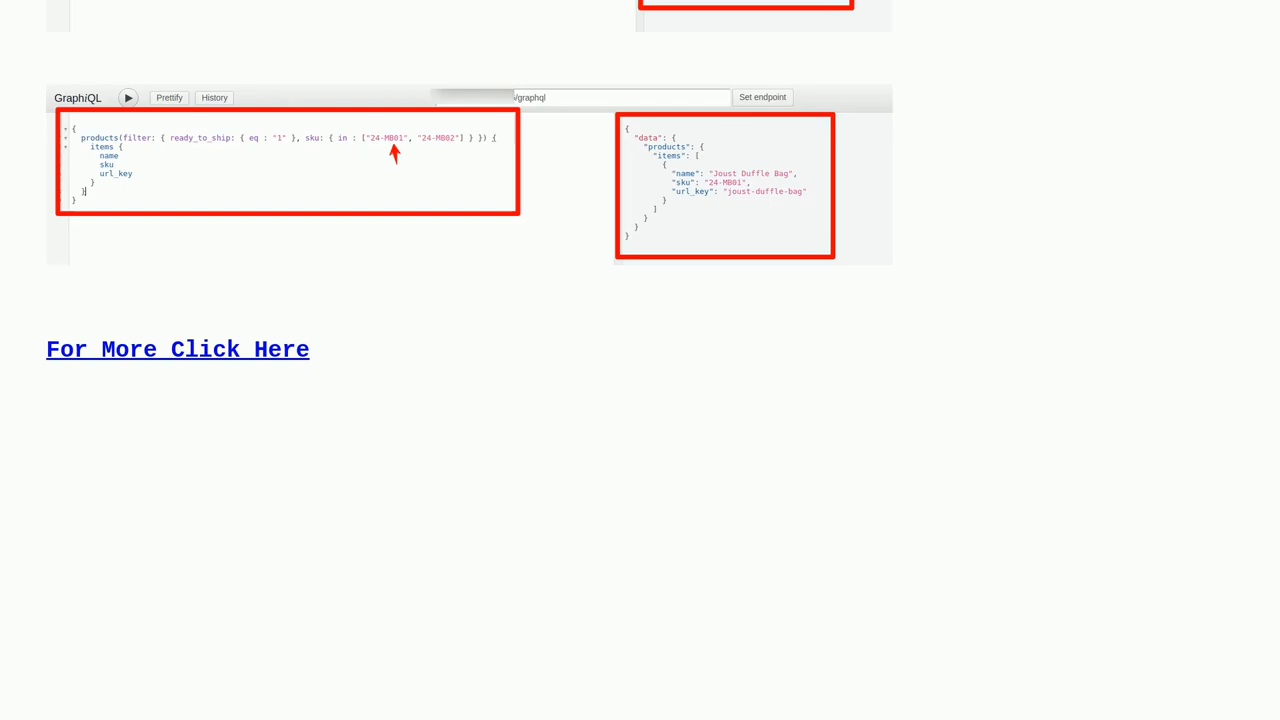 GraphiQL
Prettify
History
/graphql
Set endpoint
{
products(filter: { ready_to_ship: { eq : "1" }, sku: { in : ["24-MB01", "24-MB02"] } }) {
items {
name
sku
url_key
}
}
}
{
"data": {
"products": {
"items": [
{
"name": "Joust Duffle Bag",
"sku": "24-MB01",
"url_key": "joust-duffle-bag"
}
]
}
}
}
For More Click Here